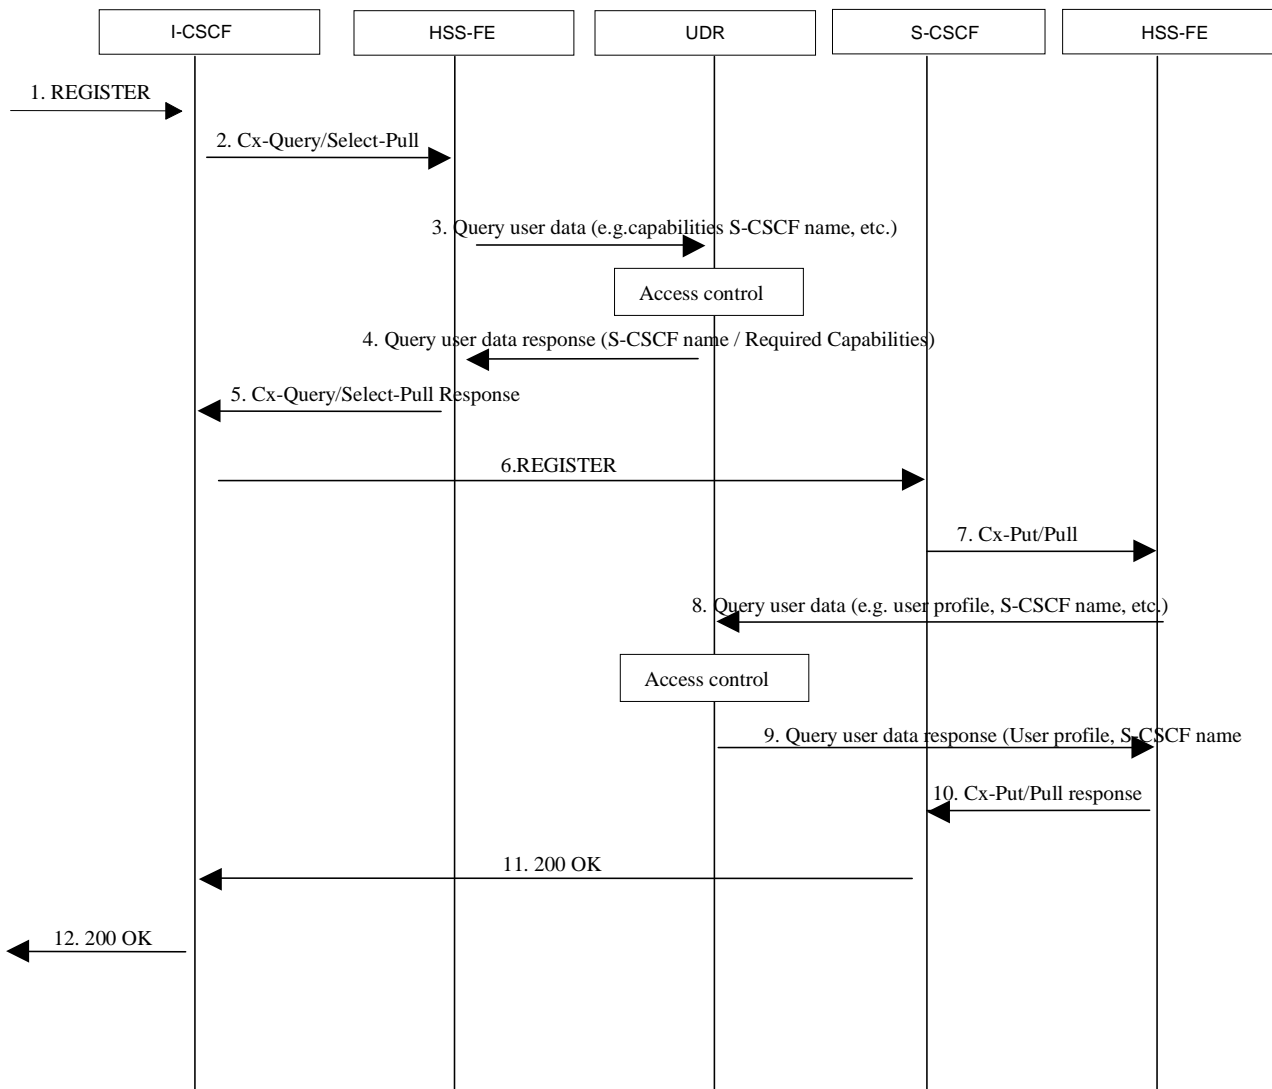 I-CSCF
HSS-FE
UDR
S-CSCF
HSS-FE
1. REGISTER
2. Cx-Query/Select-Pull
3. Query user data (e.g.capabilities S-CSCF name, etc.)
Access control
4. Query user data response (S-CSCF name / Required Capabilities)
5. Cx-Query/Select-Pull Response
6.REGISTER
7. Cx-Put/Pull
8. Query user data (e.g. user profile, S-CSCF name, etc.)
Access control
9. Query user data response (User profile, S-CSCF name
10. Cx-Put/Pull response
11. 200 OK
12. 200 OK